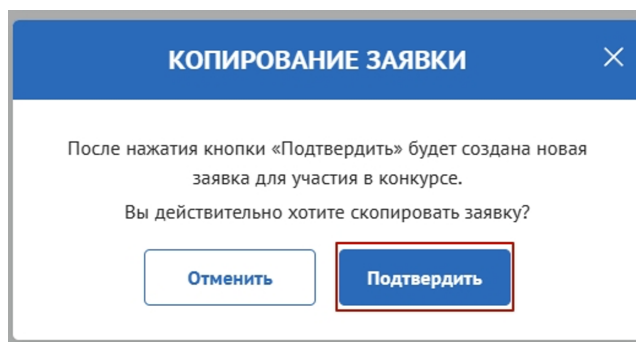 КОПИРОВАНИЕ ЗАЯВКИ
После нажатия кнопки «Подтвердить» будет создана новая
заявка для участия в конкурсе.
Вы действительно хотите скопировать заявку?
Отменить
Подтвердить